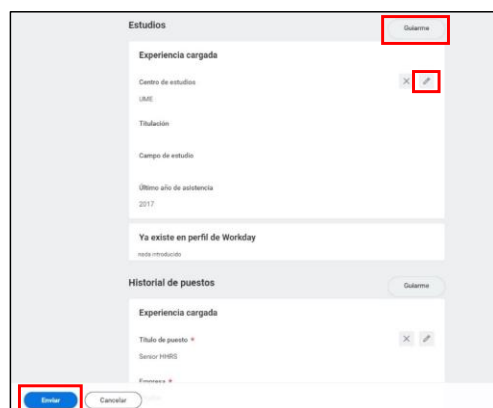 Estudios
Guiarme
Experiencia cargada
Centro de estudios
UME
Titulación
Campo de estudio
Último año de asistencia
2017
Ya existe en perfil de Workday
nada introducido
Historial de puestos
Guiarme
Experiencia cargada
Título de puesto *
Senior HHRS
Empresa *
Enviar
Cancelar